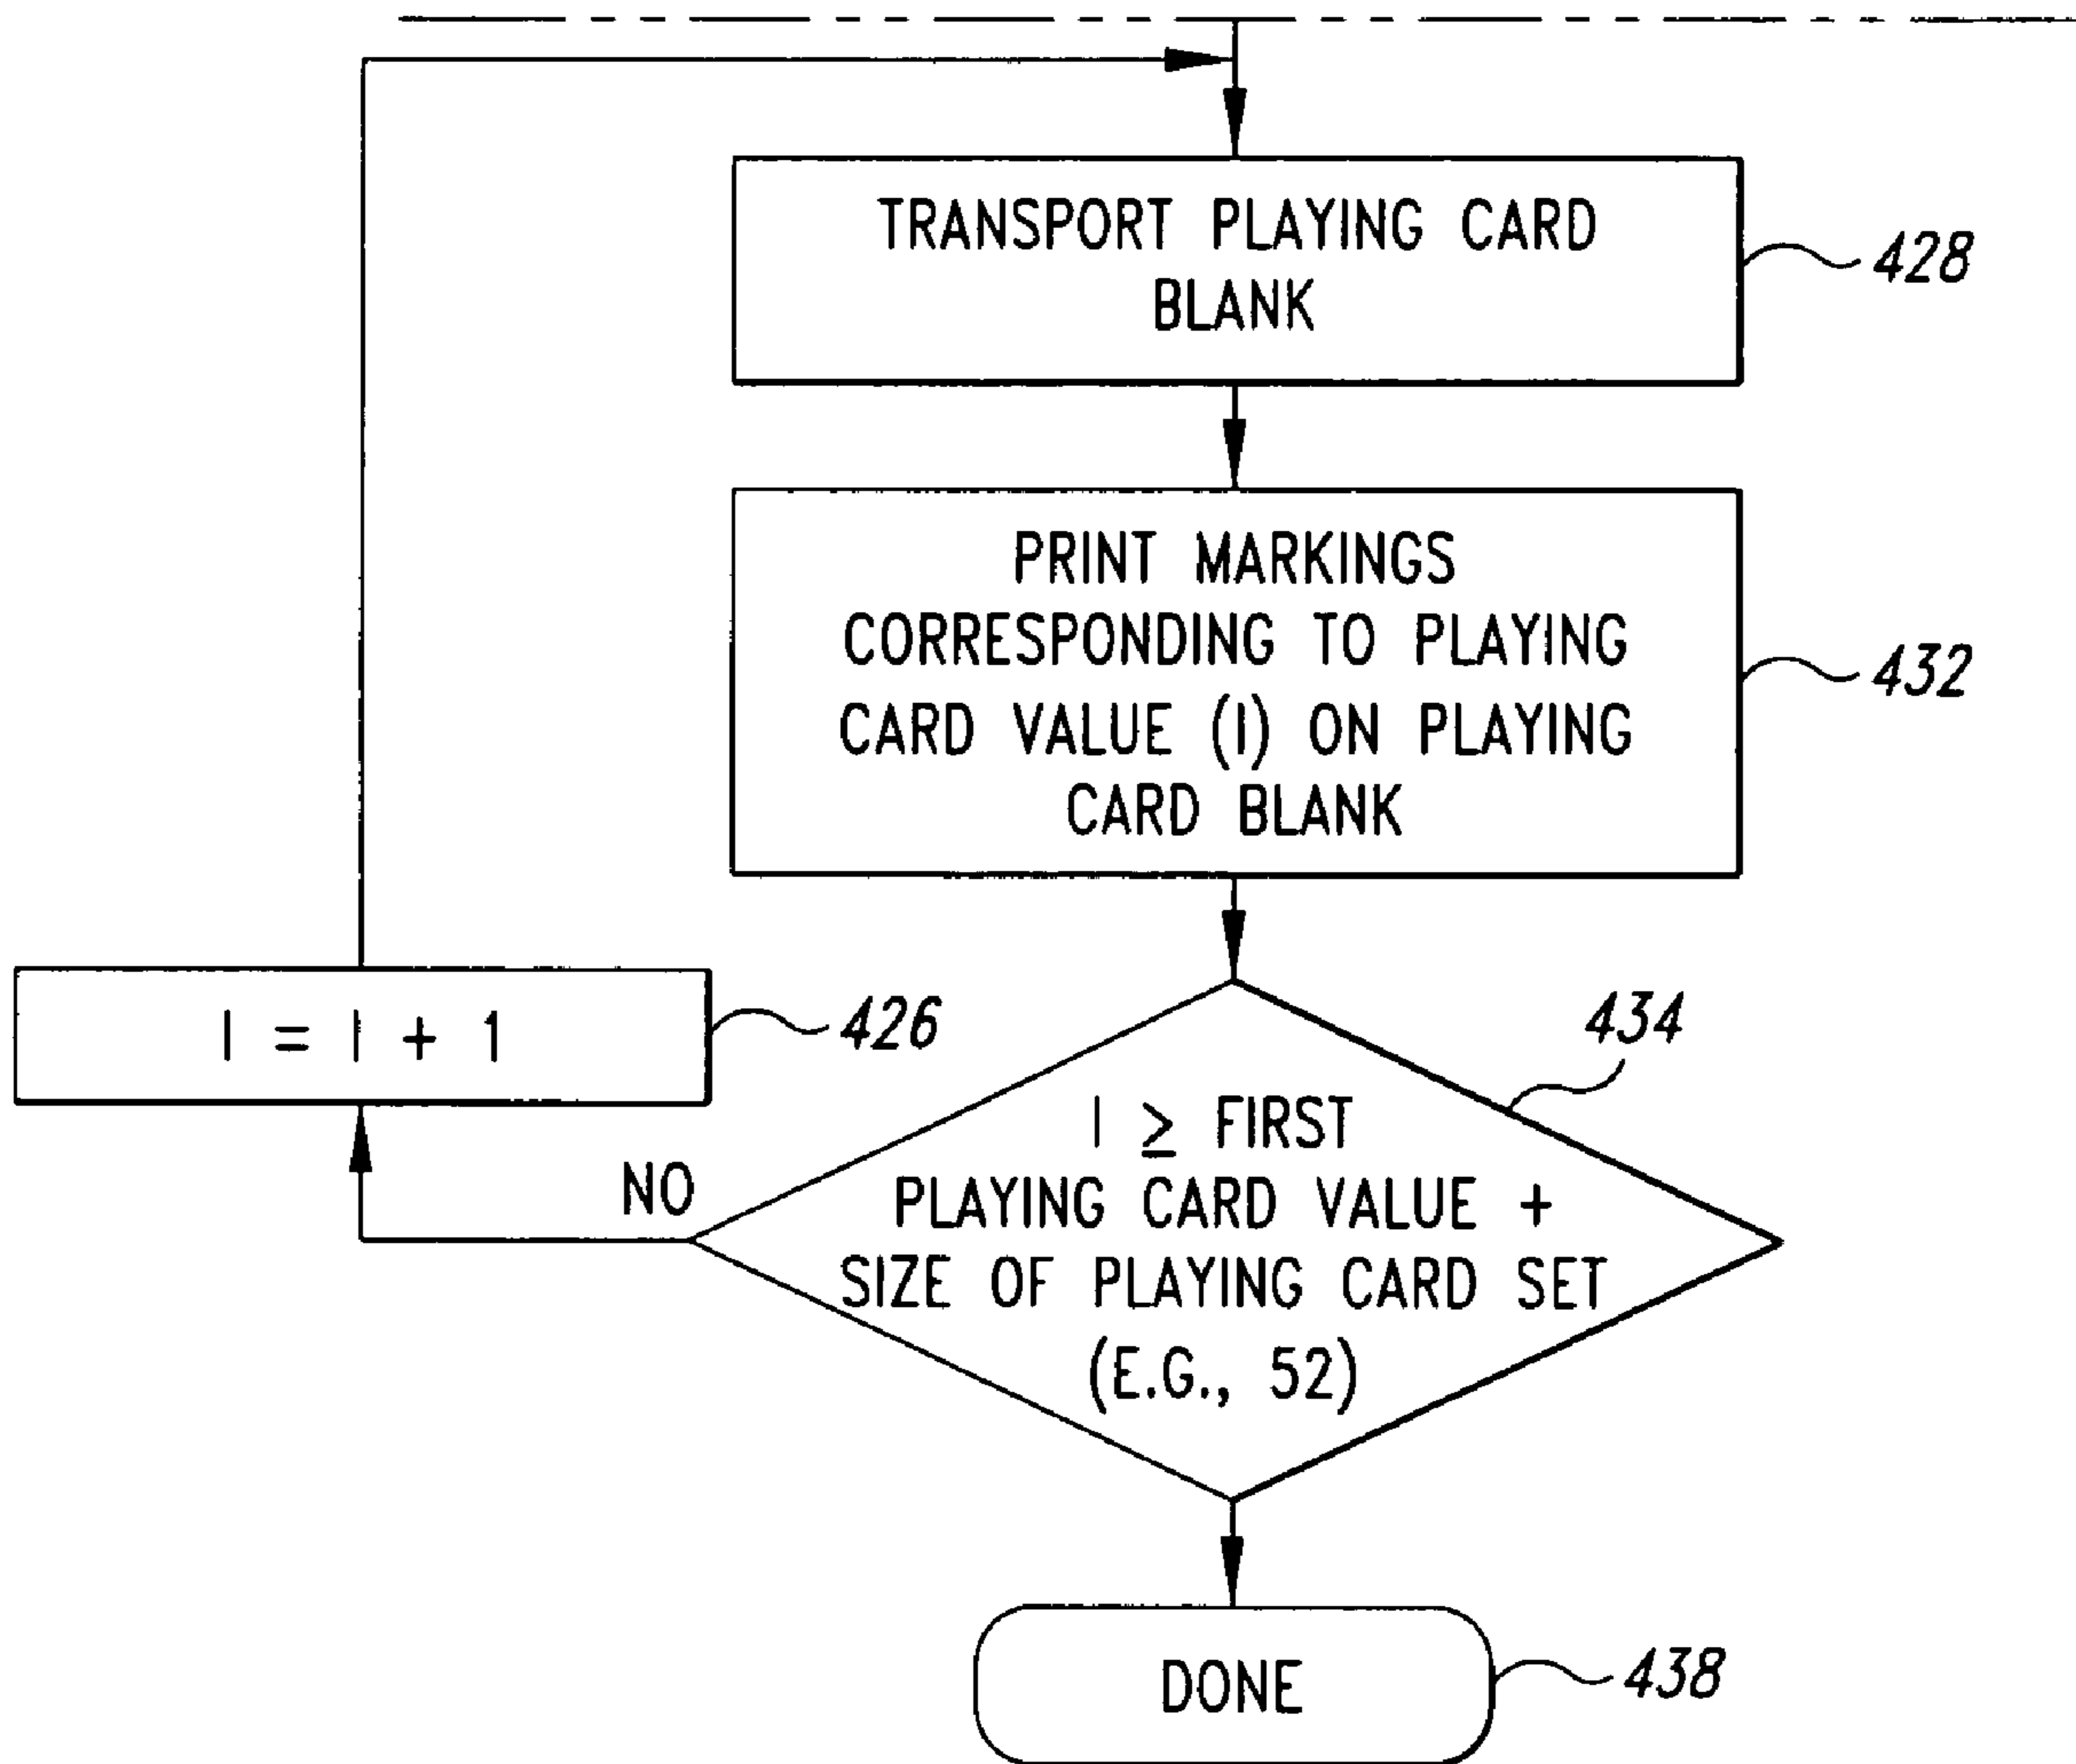 TRANSPORT PLAYING CARD
BLANK
428
PRINT MARKINGS
CORRESPONDING TO PLAYING
CARD VALUE (I) ON PLAYING
CARD BLANK
432
I = I + 1
426
434
I ≥ FIRST
PLAYING CARD VALUE +
SIZE OF PLAYING CARD SET
(E.G., 52)
NO
DONE
438